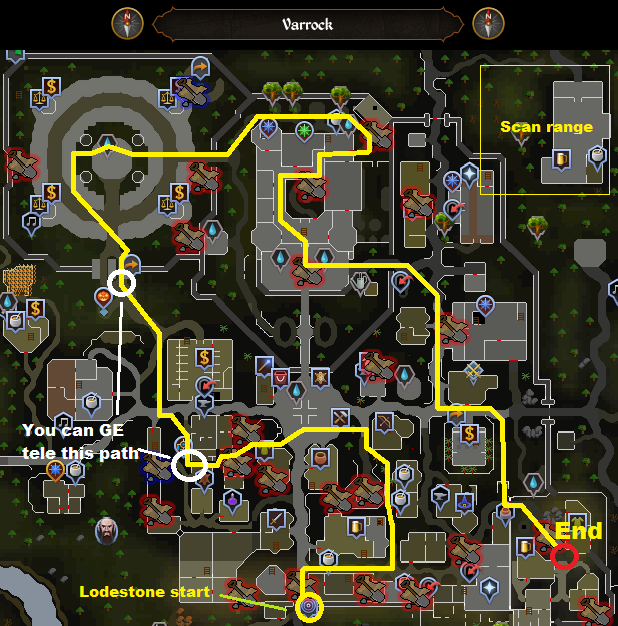 Varrock
Scan range
You can GE
tele this path
End
Lodestone start